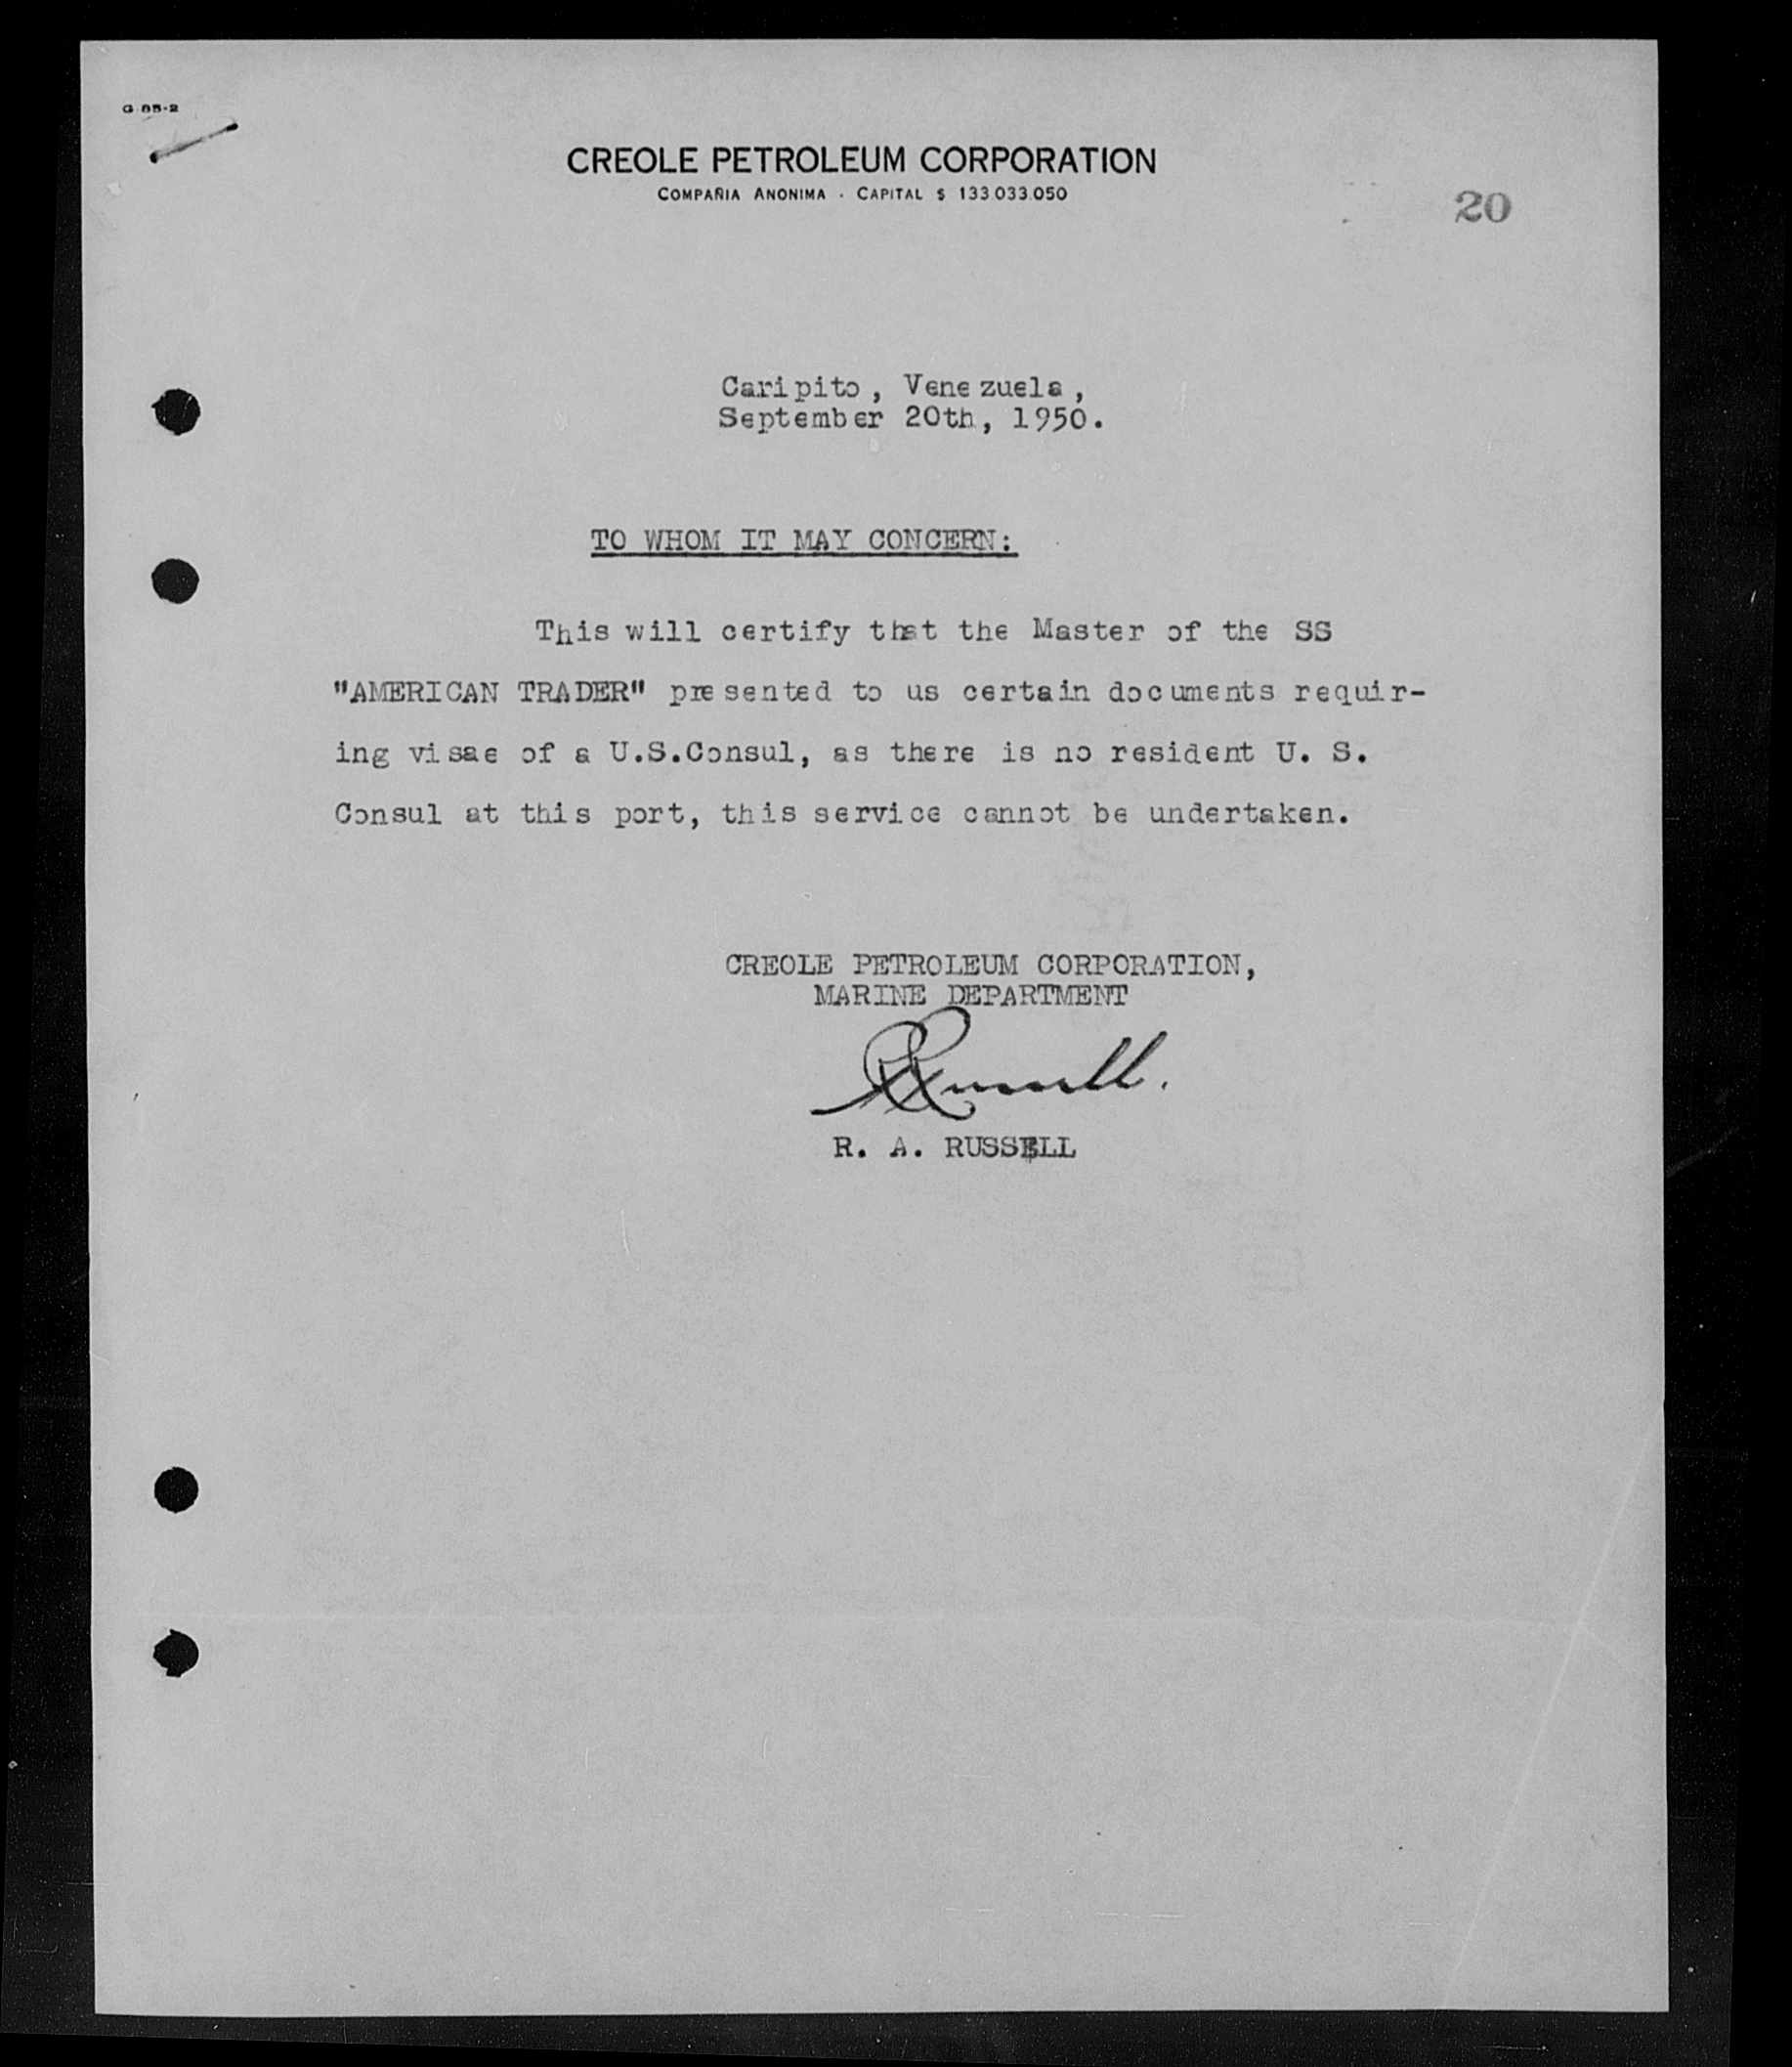 G 85-2
CREOLE PETROLEUM CORPORATION
COMPAÑIA ANONIMA - CAPITAL $ 133.033.050
20
Caripito, Venezuela,
September 20th, 1950.
TO WHOM IT MAY CONCERN:
This will certify that the Master of the SS
"AMERICAN TRADER" presented to us certain documents requir-
ing visae of a U.S.Consul, as there is no resident U. S.
Consul at this port, this service cannot be undertaken.
CREOLE PETROLEUM CORPORATION,
MARINE DEPARTMENT
RRussell.
R. A. RUSSELL